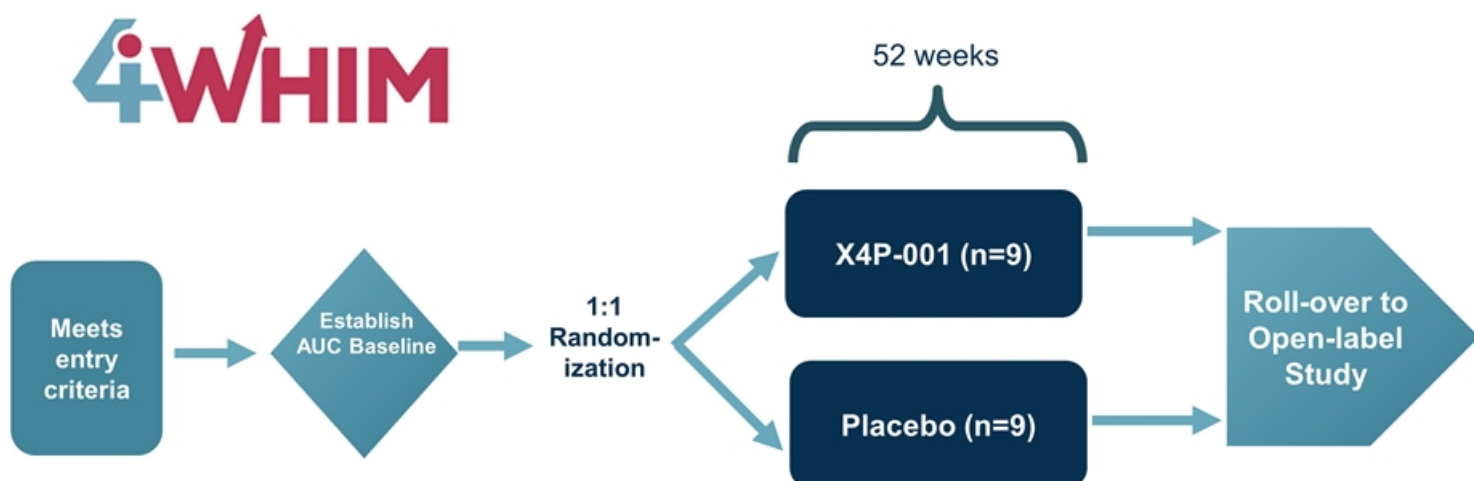 4WHIM
52 weeks
Meets
entry
criteria
Establish
AUC Baseline
1:1
Random-
ization
X4P-001 (n=9)
Placebo (n=9)
Roll-over to
Open-label
Study